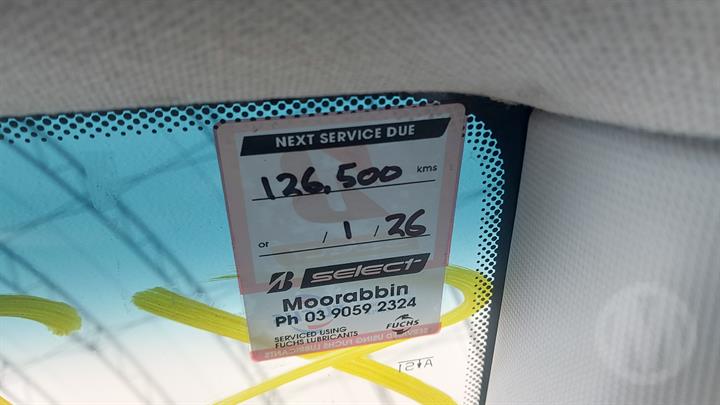 NEXT SERVICE DUE
126,500 kms
or / 1 / 26
B SELECT
Moorabbin
Ph 03 9059 2324
SERVICED USING
FUCHS LUBRICANTS
FUCHS